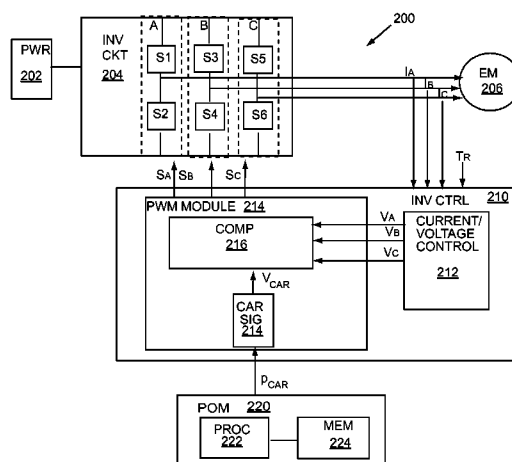 200
PWR
202
INV
CKT
204
A
B
C
S1
S3
S5
S2
S4
S6
IA
IB
IC
EM
206
SA
SB
SC
TR
INV CTRL
210
PWM MODULE 214
COMP
216
VA
VB
VC
CURRENT/
VOLTAGE
CONTROL
212
VCAR
CAR
SIG
214
PCAR
POM
220
PROC
222
MEM
224